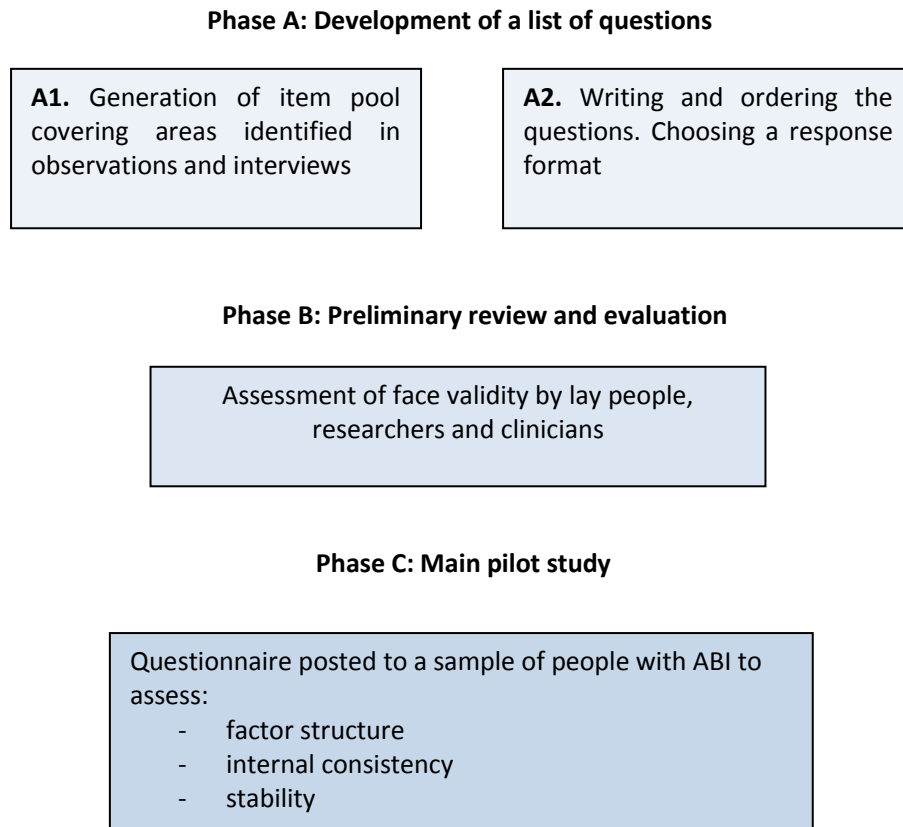 Phase A: Development of a list of questions
A1. Generation of item pool
covering areas identified in
observations and interviews
A2. Writing and ordering the
questions. Choosing a response
format
Phase B: Preliminary review and evaluation
Assessment of face validity by lay people,
researchers and clinicians
Phase C: Main pilot study
Questionnaire posted to a sample of people with ABI to
assess:
- factor structure
- internal consistency
- stability